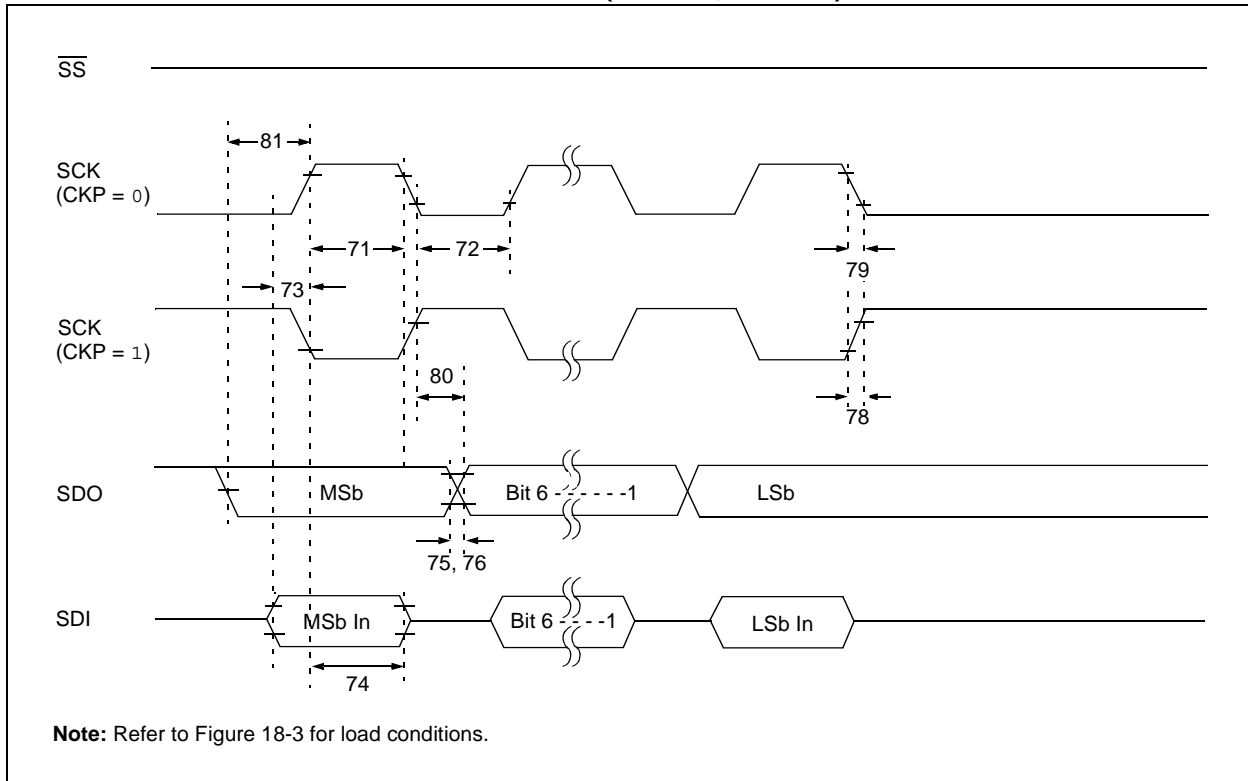 SS
81
SCK
(CKP = 0)
71
72
79
73
SCK
(CKP = 1)
80
78
SDO
MSb
Bit 6 - - - - - -1
LSb
75, 76
SDI
MSb In
Bit 6 - - - - -1
LSb In
74
Note: Refer to Figure 18-3 for load conditions.